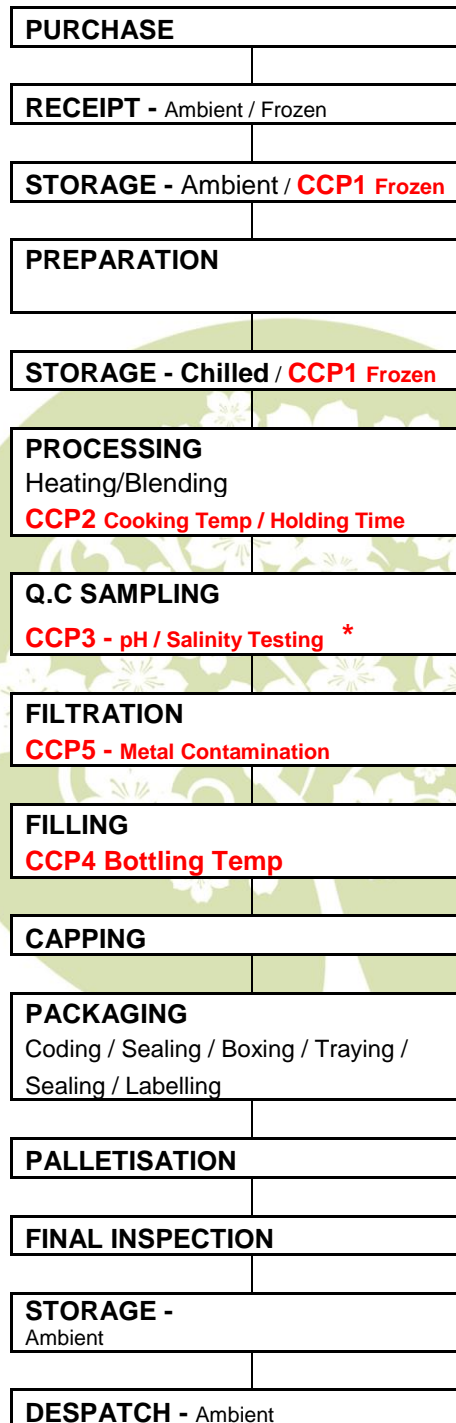 PURCHASE
RECEIPT - Ambient / Frozen
STORAGE - Ambient / CCP1 Frozen
PREPARATION
STORAGE - Chilled / CCP1 Frozen
PROCESSING
Heating/Blending
CCP2 Cooking Temp / Holding Time
Q.C SAMPLING
CCP3 - pH / Salinity Testing *
FILTRATION
CCP5 - Metal Contamination
FILLING
CCP4 Bottling Temp
CAPPING
PACKAGING
Coding / Sealing / Boxing / Traying /
Sealing / Labelling
PALLETISATION
FINAL INSPECTION
STORAGE -
Ambient
DESPATCH - Ambient